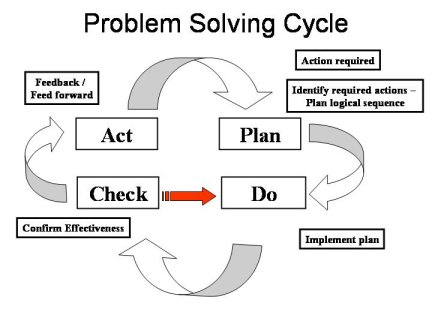 Problem Solving Cycle
Action required
Feedback /
Feed forward
Identify required actions –
Plan logical sequence
Act
Plan
Check
Do
Confirm Effectiveness
Implement plan